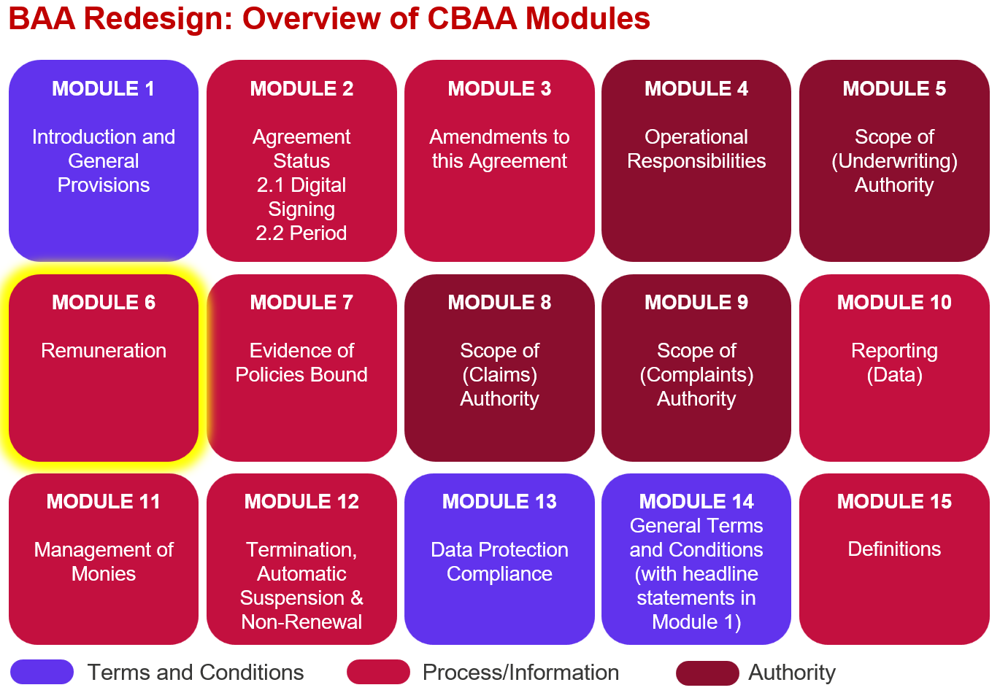 BAA Redesign: Overview of CBAA Modules
MODULE 1
Introduction and
General
Provisions
MODULE 2
Agreement
Status
2.1 Digital
Signing
2.2 Period
MODULE 3
Amendments to
this Agreement
MODULE 4
Operational
Responsibilities
MODULE 5
Scope of
(Underwriting)
Authority
MODULE 6
Remuneration
MODULE 7
Evidence of
Policies Bound
MODULE 8
Scope of
(Claims)
Authority
MODULE 9
Scope of
(Complaints)
Authority
MODULE 10
Reporting
(Data)
MODULE 11
Management of
Monies
MODULE 12
Termination,
Automatic
Suspension &
Non-Renewal
MODULE 13
Data Protection
Compliance
MODULE 14
General Terms
and Conditions
(with headline
statements in
Module 1)
MODULE 15
Definitions
Terms and Conditions
Process/Information
Authority